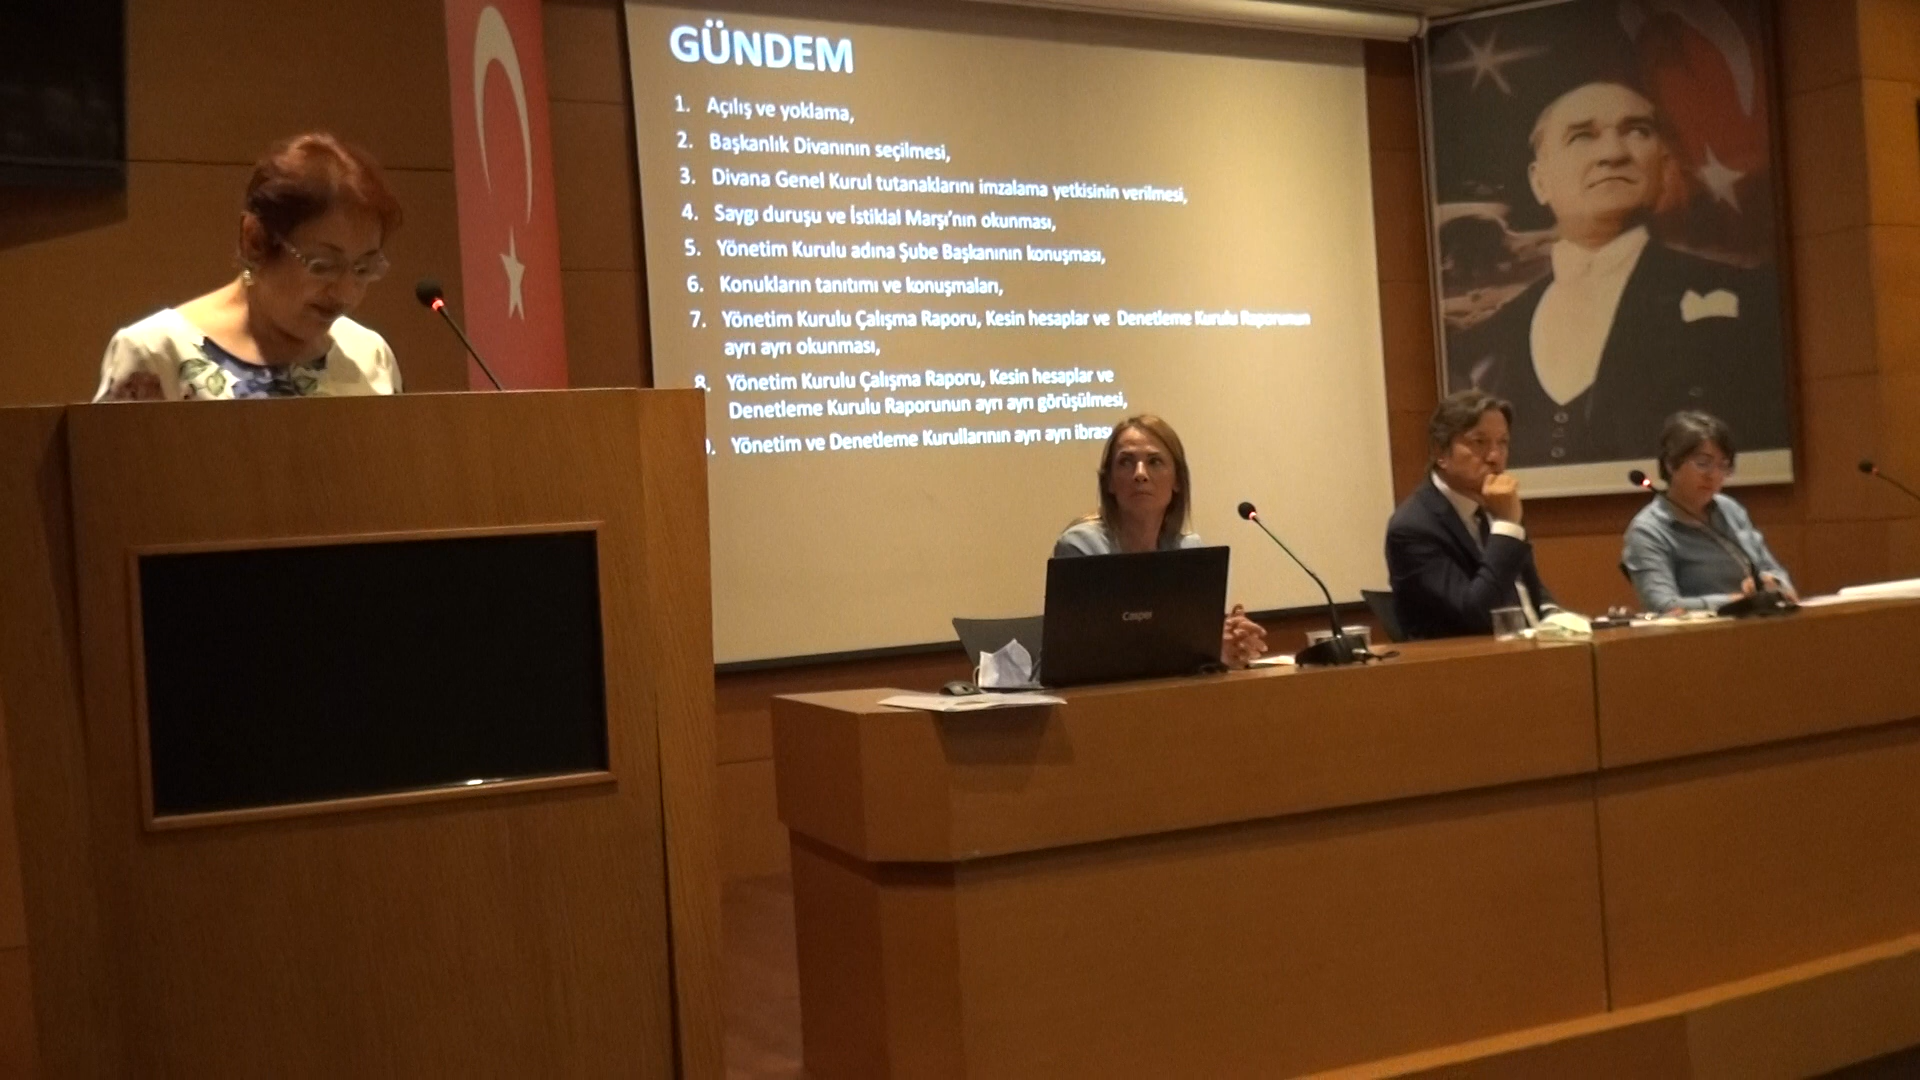 GÜNDEM
1. Açılış ve yoklama,
2. Başkanlık Divanının seçilmesi,
3. Divana Genel Kurul tutanaklarını imzalama yetkisinin verilmesi,
4. Saygı duruşu ve İstiklal Marşı'nın okunması,
5. Yönetim Kurulu adına Şube Başkanının konuşması,
6. Konukların tanıtımı ve konuşmaları,
7. Yönetim Kurulu Çalışma Raporu, Kesin hesaplar ve Denetleme Kurulu Raporunun
ayrı ayrı okunması,
8. Yönetim Kurulu Çalışma Raporu, Kesin hesaplar ve
Denetleme Kurulu Raporunun ayrı ayrı görüşülmesi,
Yönetim ve Denetleme Kurullarının ayrı ayrı ibrası
Casper